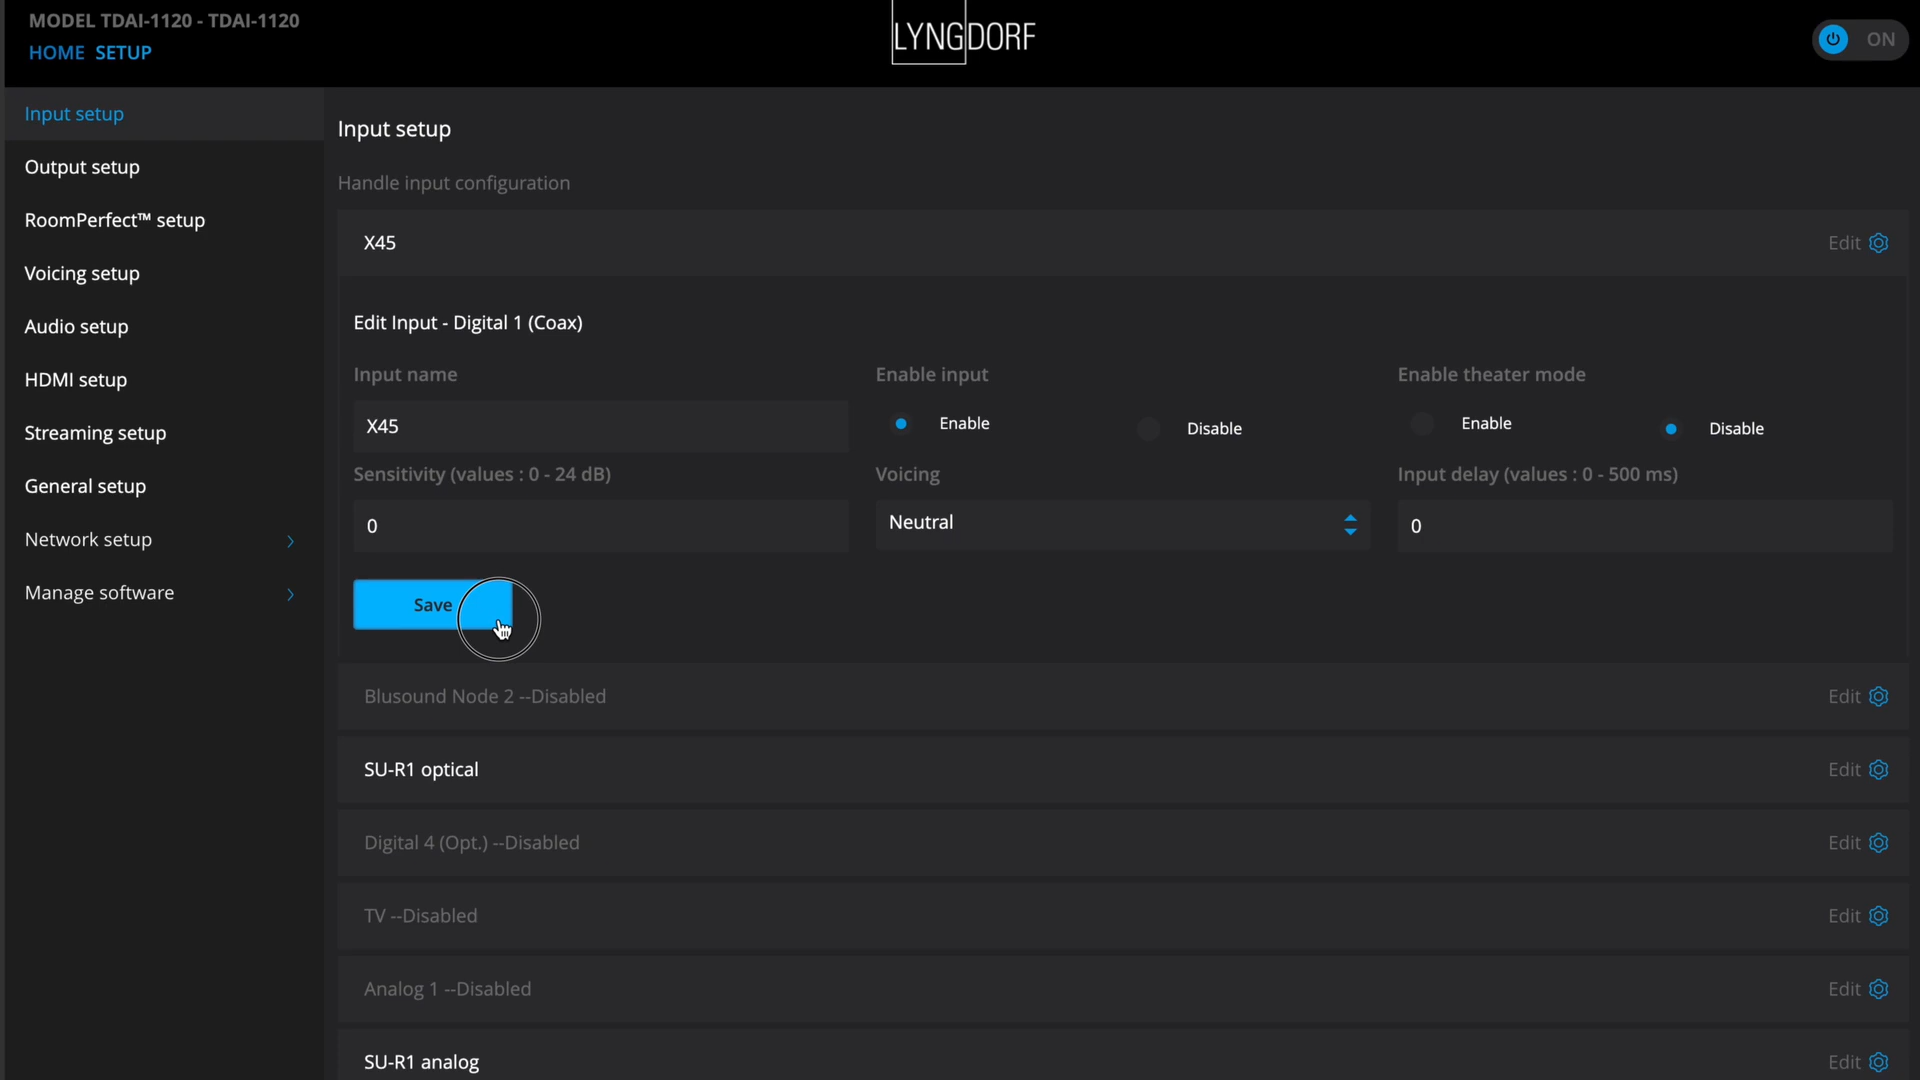 MODEL TDAI-1120 - TDAI-1120
HOME SETUP
LYNGDORF
ON
Input setup
Output setup
RoomPerfect™ setup
Voicing setup
Audio setup
HDMI setup
Streaming setup
General setup
Network setup
Manage software
Input setup
Handle input configuration
X45 Edit
Edit Input - Digital 1 (Coax)
Input name Enable input Enable theater mode
X45 Enable Disable Enable Disable
Sensitivity (values : 0 - 24 dB) Voicing Input delay (values : 0 - 500 ms)
0 Neutral 0
Save
Blusound Node 2 --Disabled Edit
SU-R1 optical Edit
Digital 4 (Opt.) --Disabled Edit
TV --Disabled Edit
Analog 1 --Disabled Edit
SU-R1 analog Edit